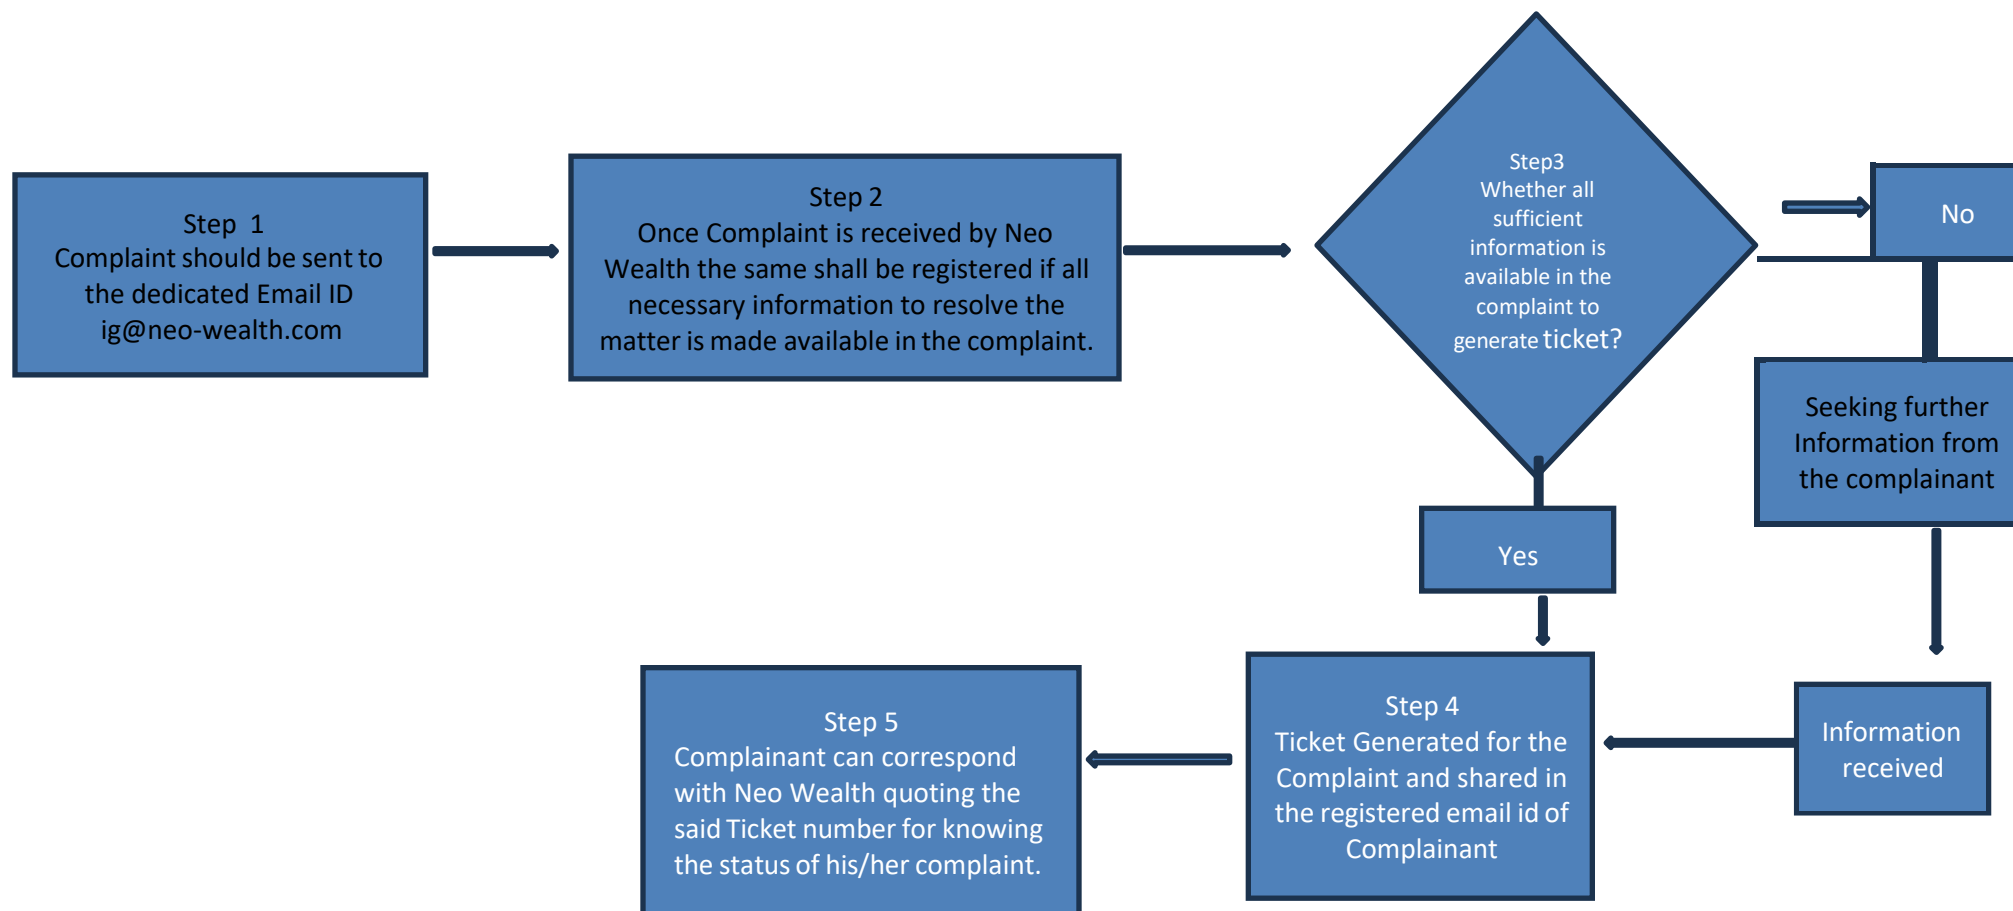 Step 1
Complaint should be sent to
the dedicated Email ID
ig@neo-wealth.com
Step 2
Once Complaint is received by Neo
Wealth the same shall be registered if all
necessary information to resolve the
matter is made available in the complaint.
Step3
Whether all
sufficient
information is
available in the
complaint to
generate ticket?
No
Seeking further
Information from
the complainant
Yes
Information
received
Step 4
Ticket Generated for the
Complaint and shared in
the registered email id of
Complainant
Step 5
Complainant can correspond
with Neo Wealth quoting the
said Ticket number for knowing
the status of his/her complaint.